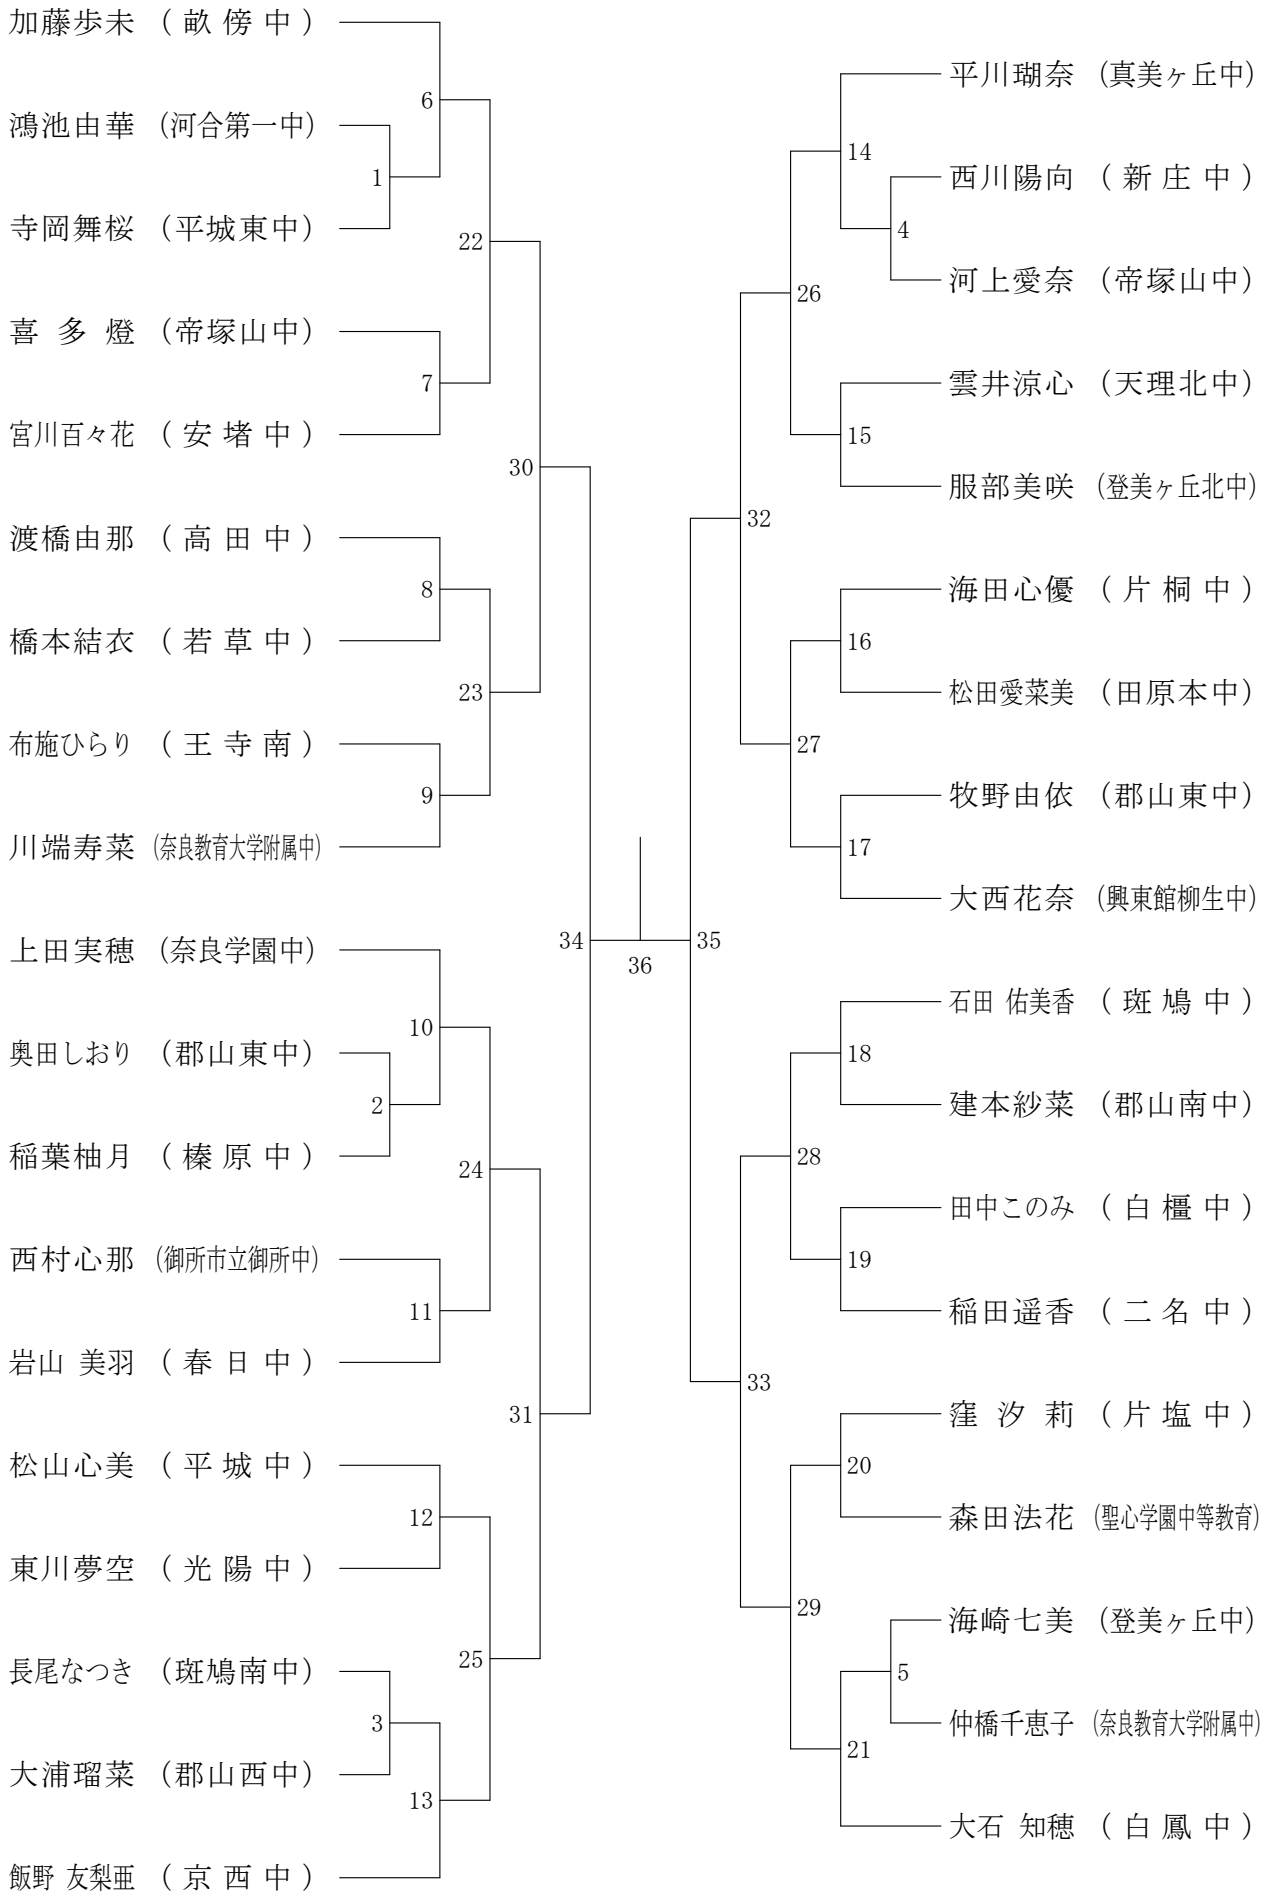 加藤歩未 (畝傍中)
鴻池由華 (河合第一中)
寺岡舞桜 (平城東中)
喜多燈 (帝塚山中)
宮川百々花 (安堵中)
渡橋由那 (高田中)
橋本結衣 (若草中)
布施ひらり (王寺南)
川端寿菜 (奈良教育大学附属中)
上田実穂 (奈良学園中)
奥田しおり (郡山東中)
稲葉柚月 (榛原中)
西村心那 (御所市立御所中)
岩山 美羽 (春日中)
松山心美 (平城中)
東川夢空 (光陽中)
長尾なつき (斑鳩南中)
大浦瑠菜 (郡山西中)
飯野 友梨亜 (京西中)
1
2
3
6
7
8
9
10
11
12
13
22
23
24
25
30
31
34
36
35
32
33
26
27
28
29
14
15
16
17
18
19
20
21
4
5
平川瑚奈 (真美ヶ丘中)
西川陽向 (新庄中)
河上愛奈 (帝塚山中)
雲井涼心 (天理北中)
服部美咲 (登美ヶ丘北中)
海田心優 (片桐中)
松田愛菜美 (田原本中)
牧野由依 (郡山東中)
大西花奈 (興東館柳生中)
石田 佑美香 (斑鳩中)
建本紗菜 (郡山南中)
田中このみ (白橿中)
稲田遥香 (二名中)
窪汐莉 (片塩中)
森田法花 (聖心学園中等教育)
海崎七美 (登美ヶ丘中)
仲橋千恵子 (奈良教育大学附属中)
大石 知穂 (白鳳中)